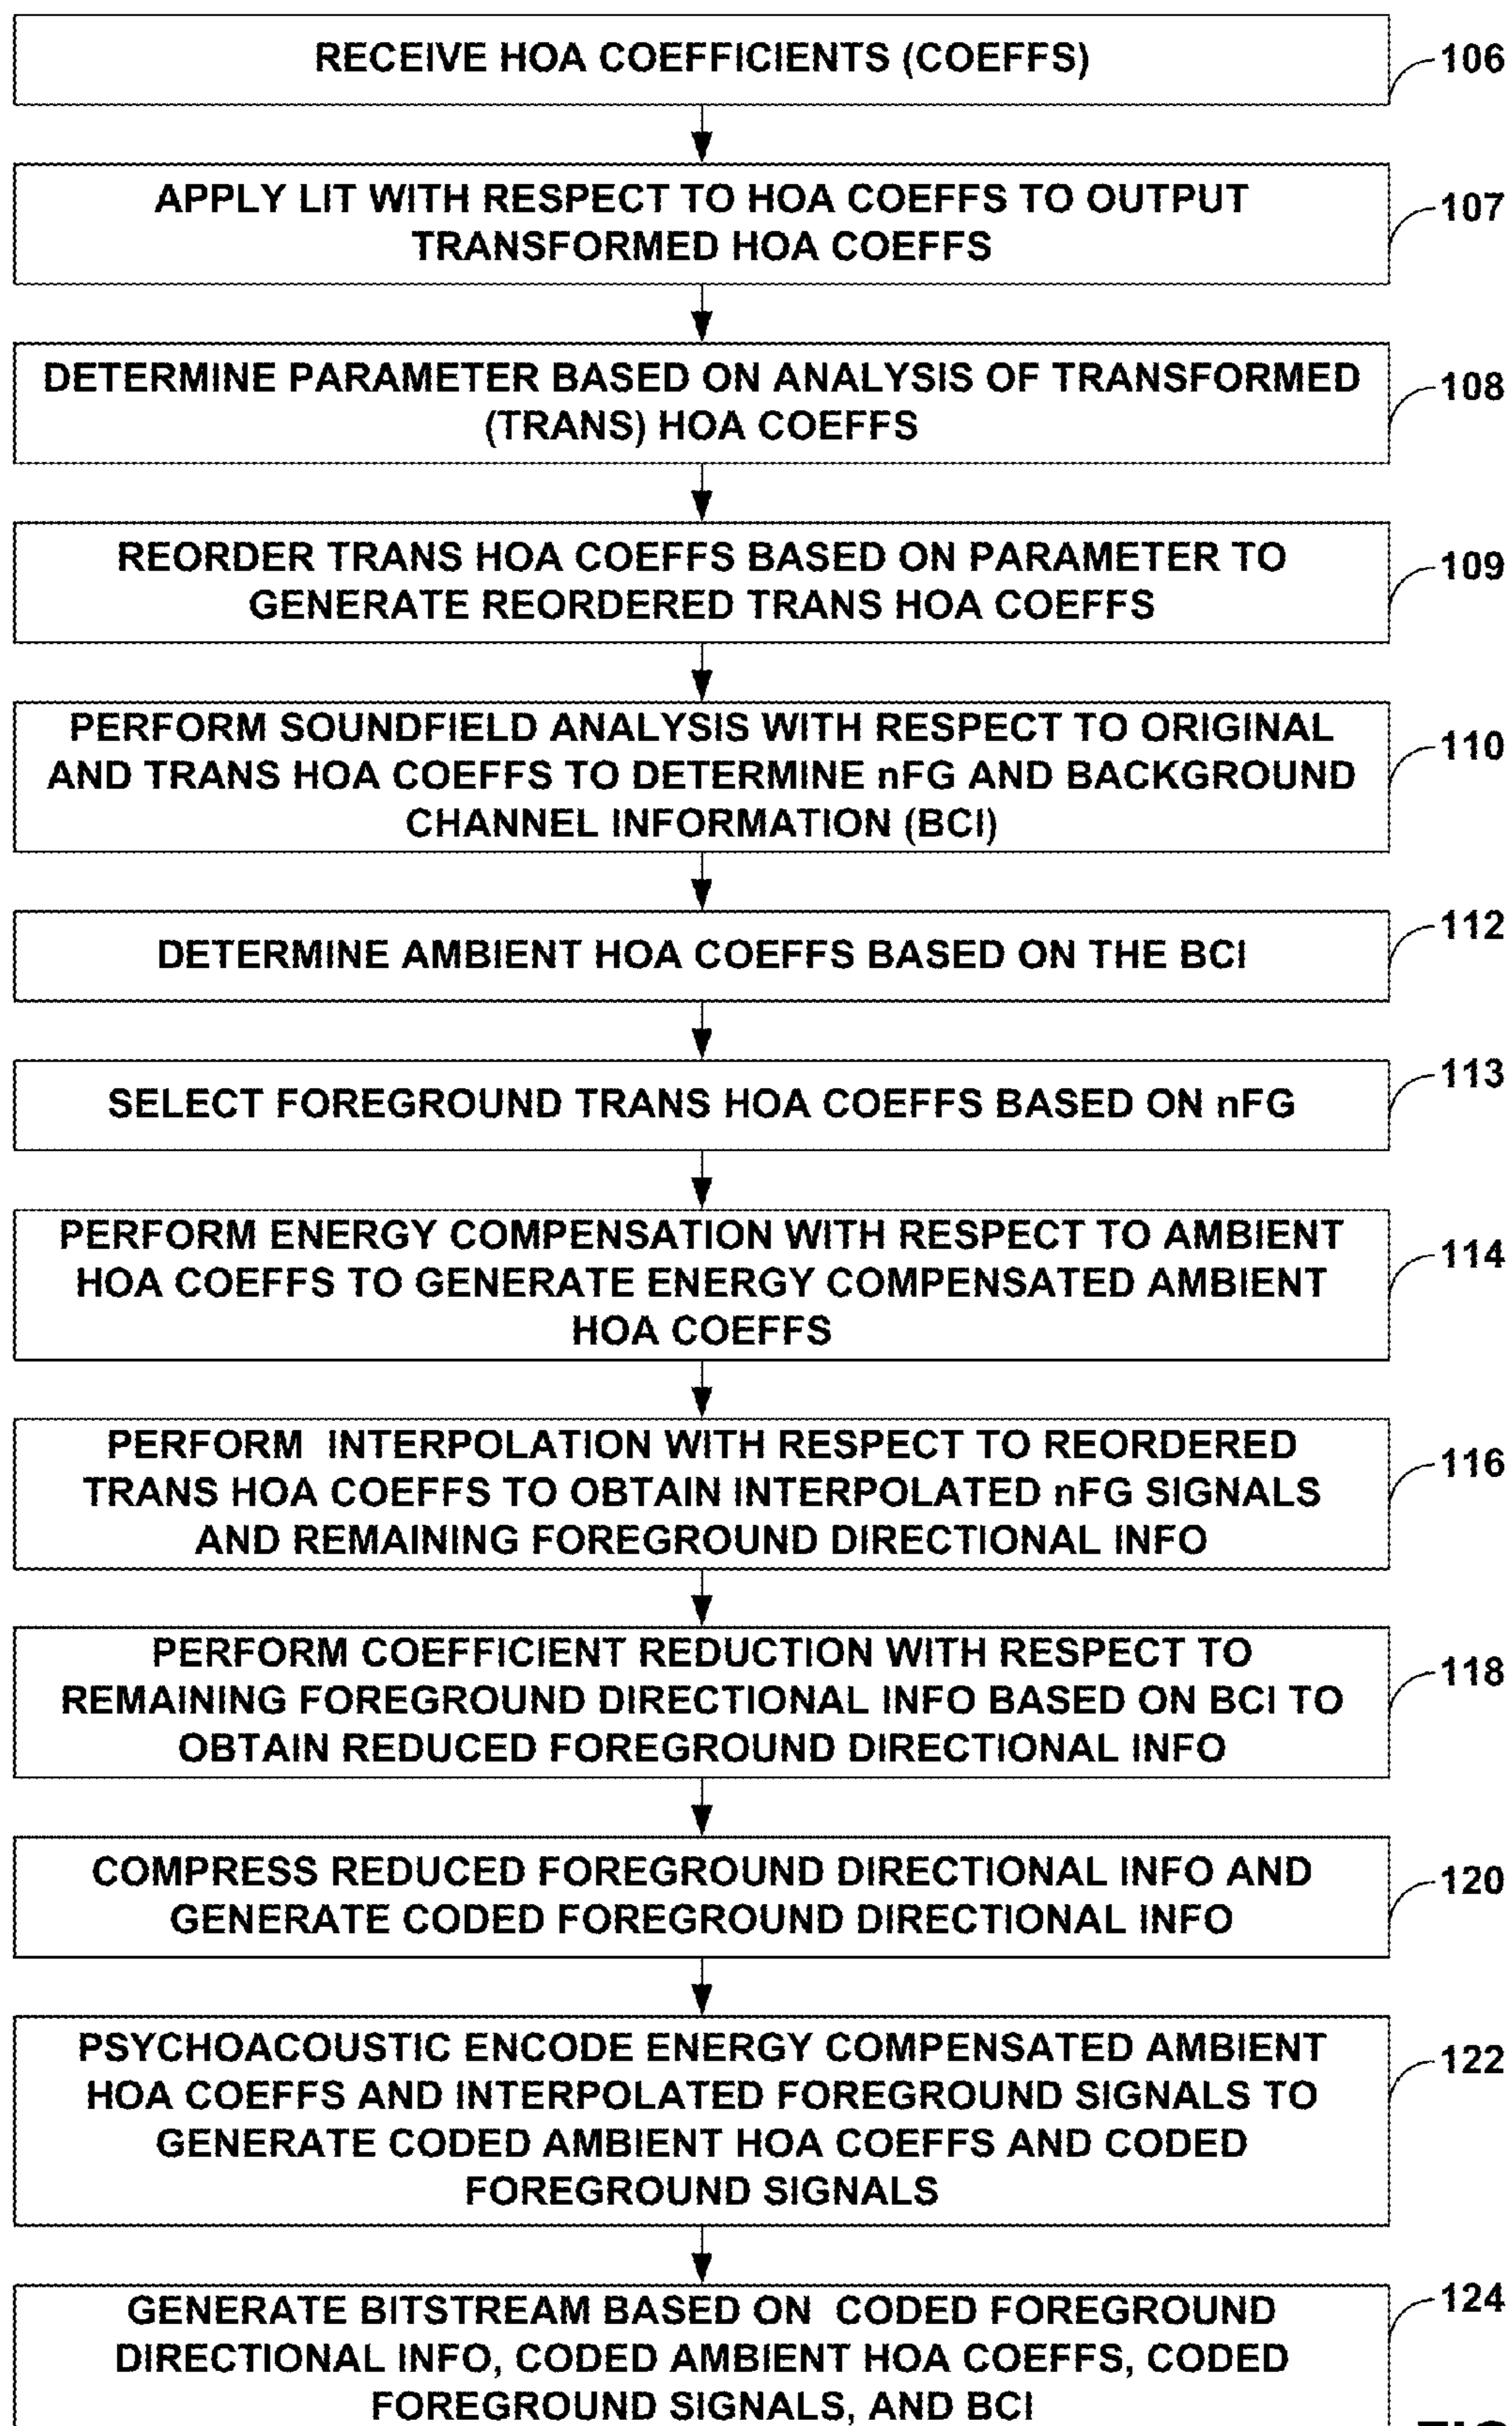 RECEIVE HOA COEFFICIENTS (COEFFS)
106
APPLY LIT WITH RESPECT TO HOA COEFFS TO OUTPUT
TRANSFORMED HOA COEFFS
107
DETERMINE PARAMETER BASED ON ANALYSIS OF TRANSFORMED
(TRANS) HOA COEFFS
108
REORDER TRANS HOA COEFFS BASED ON PARAMETER TO
GENERATE REORDERED TRANS HOA COEFFS
109
PERFORM SOUNDFIELD ANALYSIS WITH RESPECT TO ORIGINAL
AND TRANS HOA COEFFS TO DETERMINE nFG AND BACKGROUND
CHANNEL INFORMATION (BCI)
110
DETERMINE AMBIENT HOA COEFFS BASED ON THE BCI
112
SELECT FOREGROUND TRANS HOA COEFFS BASED ON nFG
113
PERFORM ENERGY COMPENSATION WITH RESPECT TO AMBIENT
HOA COEFFS TO GENERATE ENERGY COMPENSATED AMBIENT
HOA COEFFS
114
PERFORM INTERPOLATION WITH RESPECT TO REORDERED
TRANS HOA COEFFS TO OBTAIN INTERPOLATED nFG SIGNALS
AND REMAINING FOREGROUND DIRECTIONAL INFO
116
PERFORM COEFFICIENT REDUCTION WITH RESPECT TO
REMAINING FOREGROUND DIRECTIONAL INFO BASED ON BCI TO
OBTAIN REDUCED FOREGROUND DIRECTIONAL INFO
118
COMPRESS REDUCED FOREGROUND DIRECTIONAL INFO AND
GENERATE CODED FOREGROUND DIRECTIONAL INFO
120
PSYCHOACOUSTIC ENCODE ENERGY COMPENSATED AMBIENT
HOA COEFFS AND INTERPOLATED FOREGROUND SIGNALS TO
GENERATE CODED AMBIENT HOA COEFFS AND CODED
FOREGROUND SIGNALS
122
GENERATE BITSTREAM BASED ON CODED FOREGROUND
DIRECTIONAL INFO, CODED AMBIENT HOA COEFFS, CODED
FOREGROUND SIGNALS, AND BCI
124